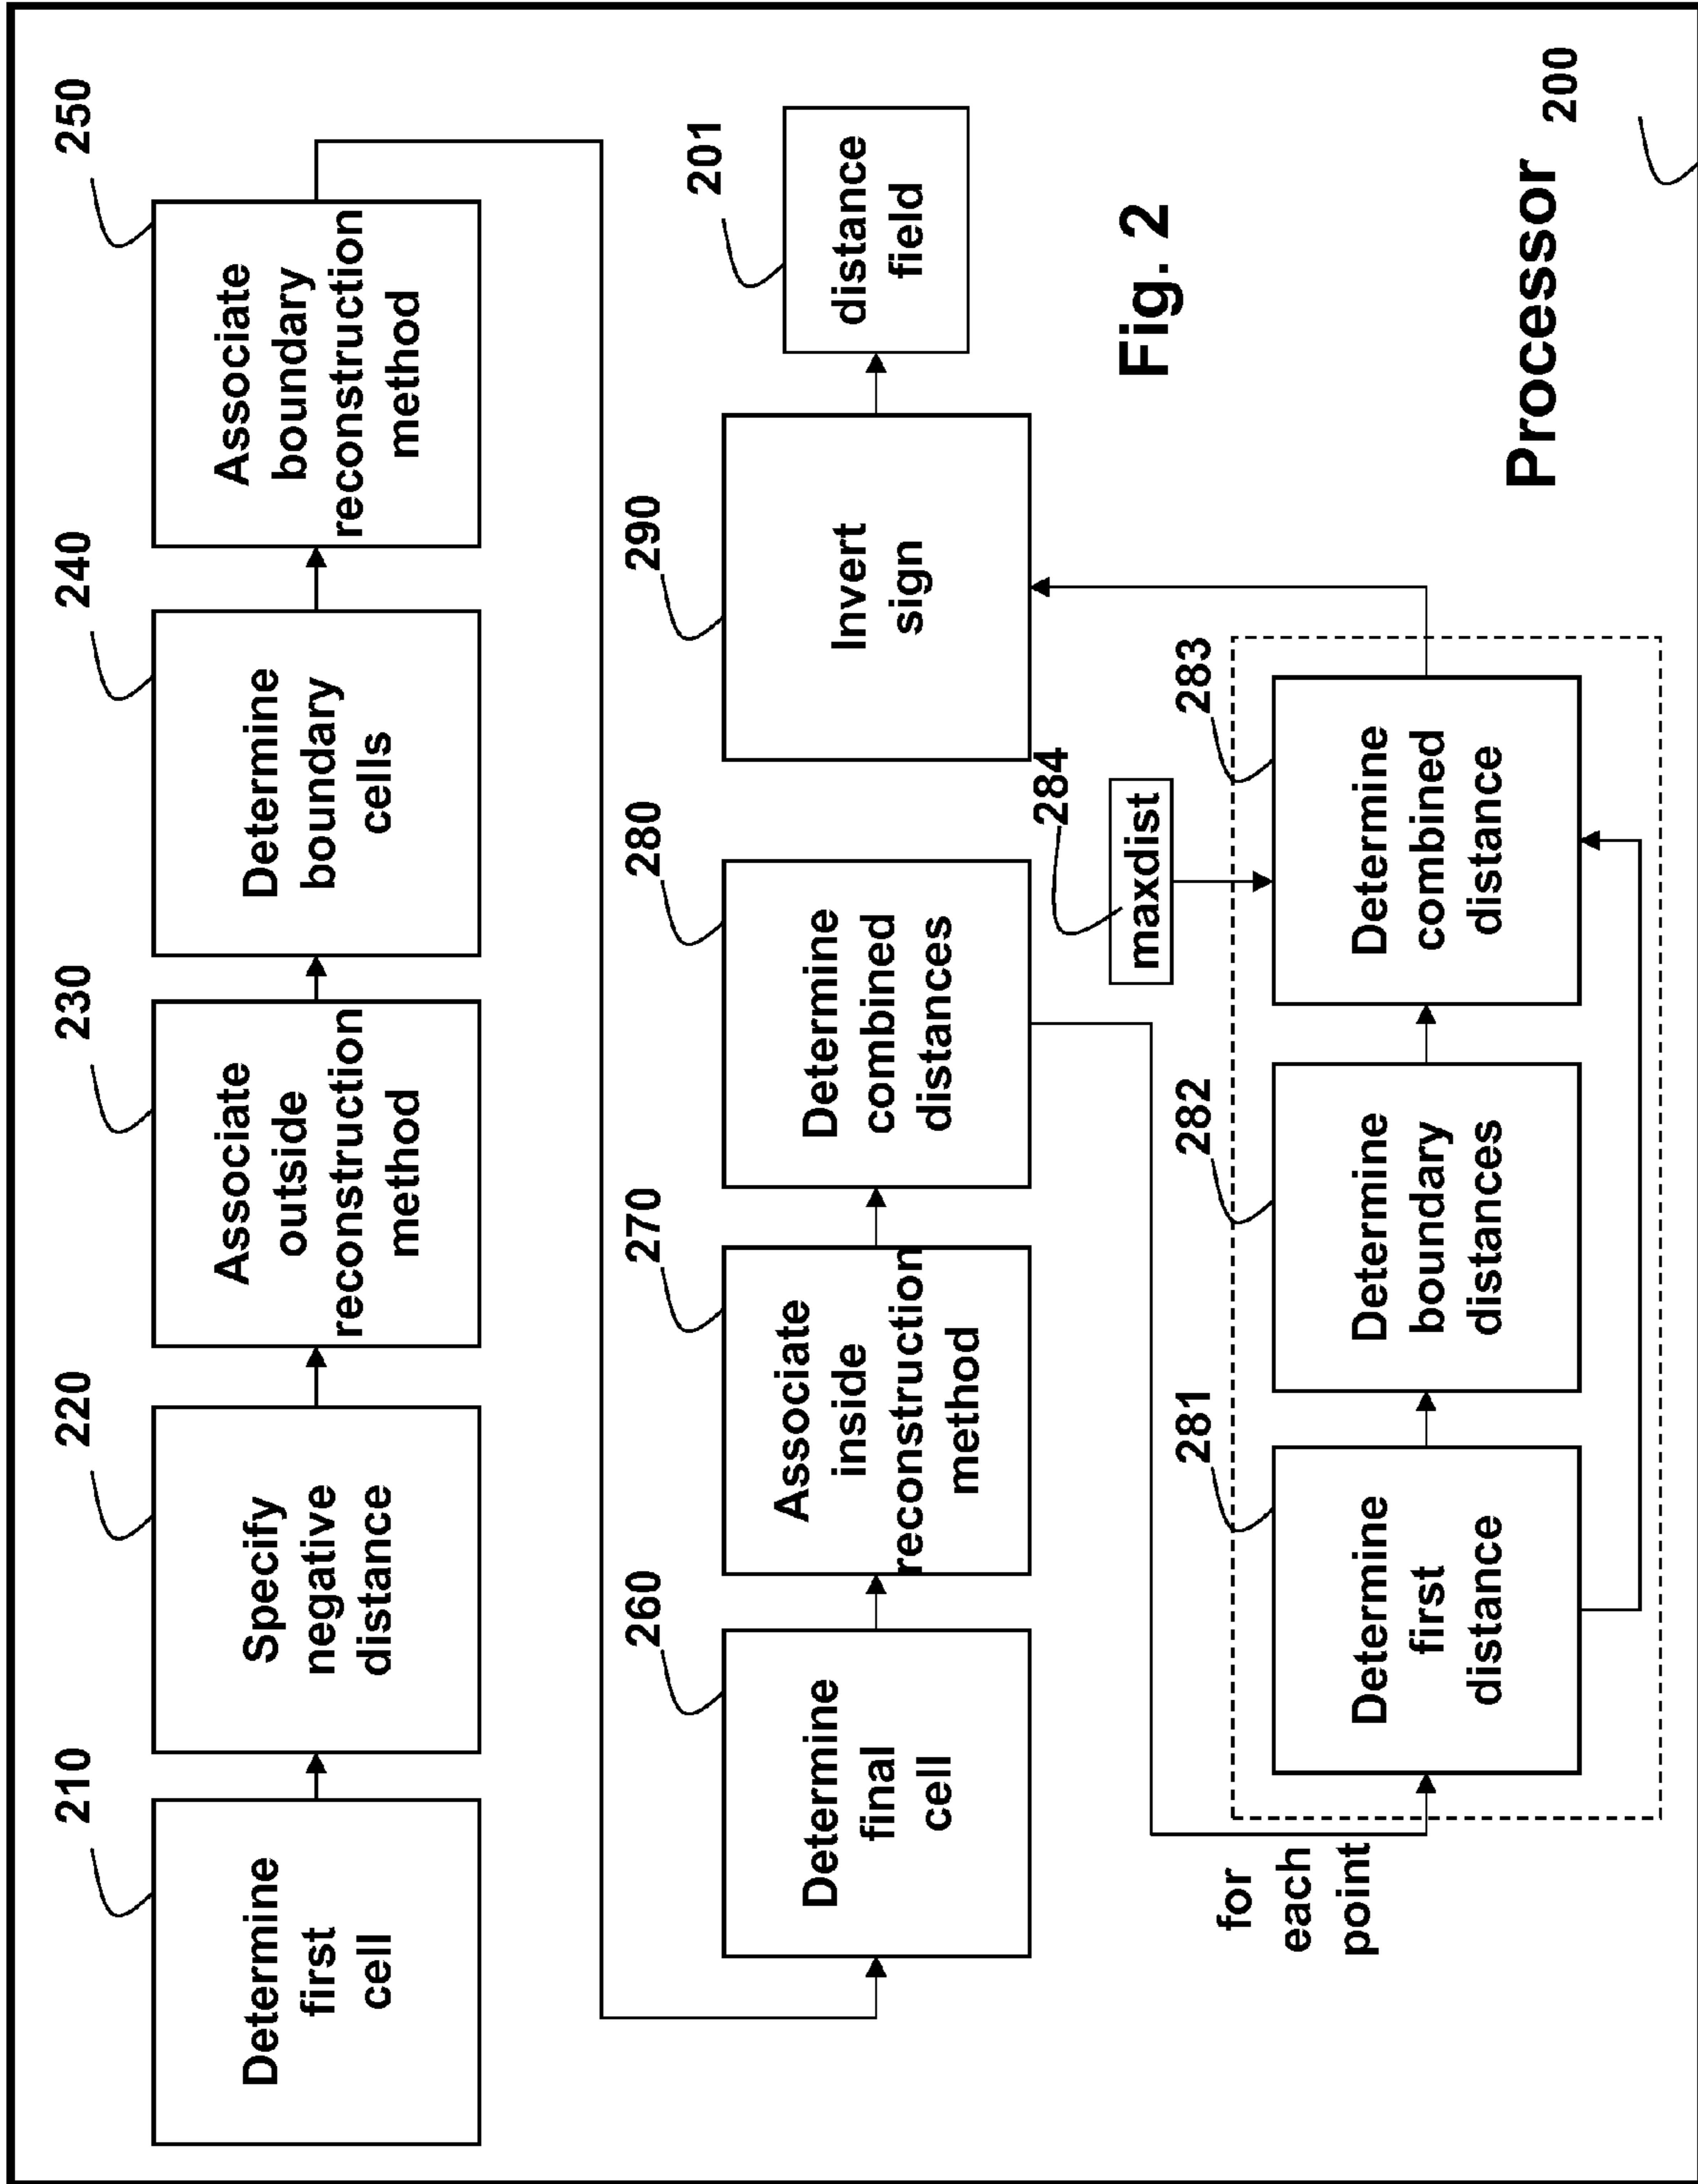 210
Determine
first
cell
220
Specify
negative
distance
230
Associate
outside
reconstruction
method
240
Determine
boundary
cells
250
Associate
boundary
reconstruction
method
260
Determine
final
cell
270
Associate
inside
reconstruction
method
280
Determine
combined
distances
290
Invert
sign
201
distance
field
284
maxdist
for
each
point
281
Determine
first
distance
282
Determine
boundary
distances
283
Determine
combined
distance
Fig. 2
Processor 200